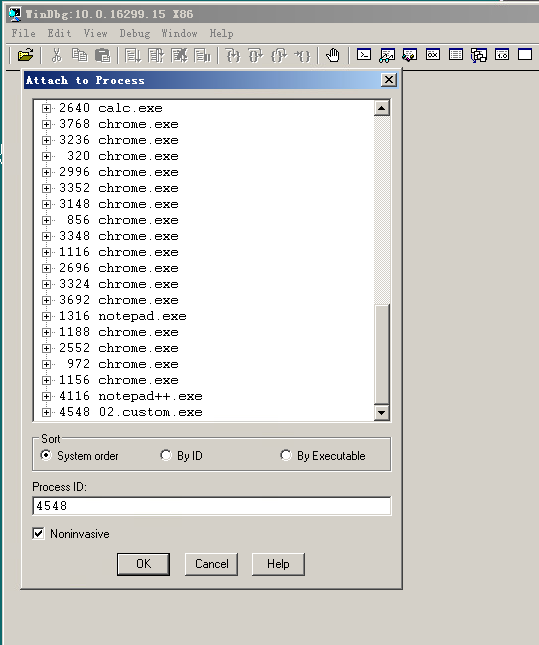 WinDbg:10.0.16299.15 X86
File Edit View Debug Window Help
Attach to Process
2640 calc.exe
3768 chrome.exe
3236 chrome.exe
320 chrome.exe
2996 chrome.exe
3352 chrome.exe
3148 chrome.exe
856 chrome.exe
3348 chrome.exe
1116 chrome.exe
2696 chrome.exe
3324 chrome.exe
3692 chrome.exe
1316 notepad.exe
1188 chrome.exe
2552 chrome.exe
972 chrome.exe
1156 chrome.exe
4116 notepad++.exe
4548 02.custom.exe
Sort
System order By ID By Executable
Process ID:
4548
Noninvasive
OK Cancel Help